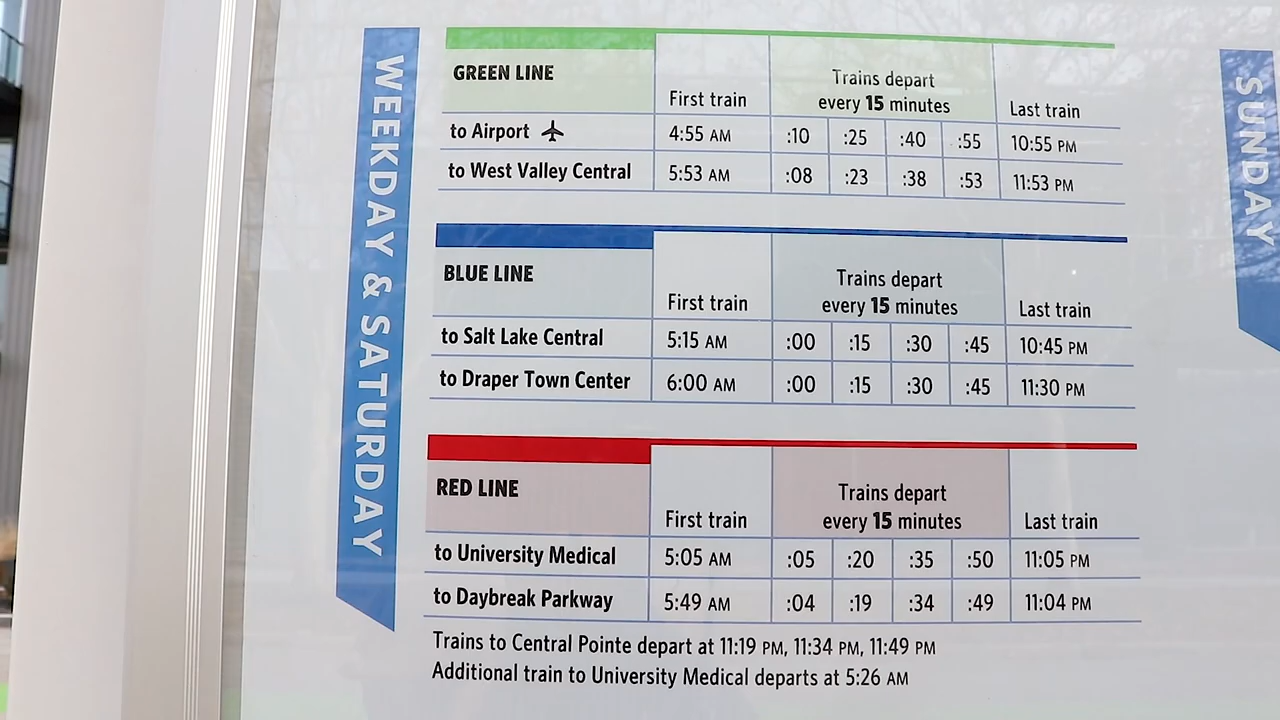 WEEKDAY & SATURDAY
GREEN LINE
First train
Trains depart
every 15 minutes
Last train
to Airport 4:55 AM :10 :25 :40 :55 10:55 PM
to West Valley Central 5:53 AM :08 :23 :38 :53 11:53 PM
BLUE LINE
First train
Trains depart
every 15 minutes
Last train
to Salt Lake Central 5:15 AM :00 :15 :30 :45 10:45 PM
to Draper Town Center 6:00 AM :00 :15 :30 :45 11:30 PM
RED LINE
First train
Trains depart
every 15 minutes
Last train
to University Medical 5:05 AM :05 :20 :35 :50 11:05 PM
to Daybreak Parkway 5:49 AM :04 :19 :34 :49 11:04 PM
Trains to Central Pointe depart at 11:19 PM, 11:34 PM, 11:49 PM
Additional train to University Medical departs at 5:26 AM
SUNDAY